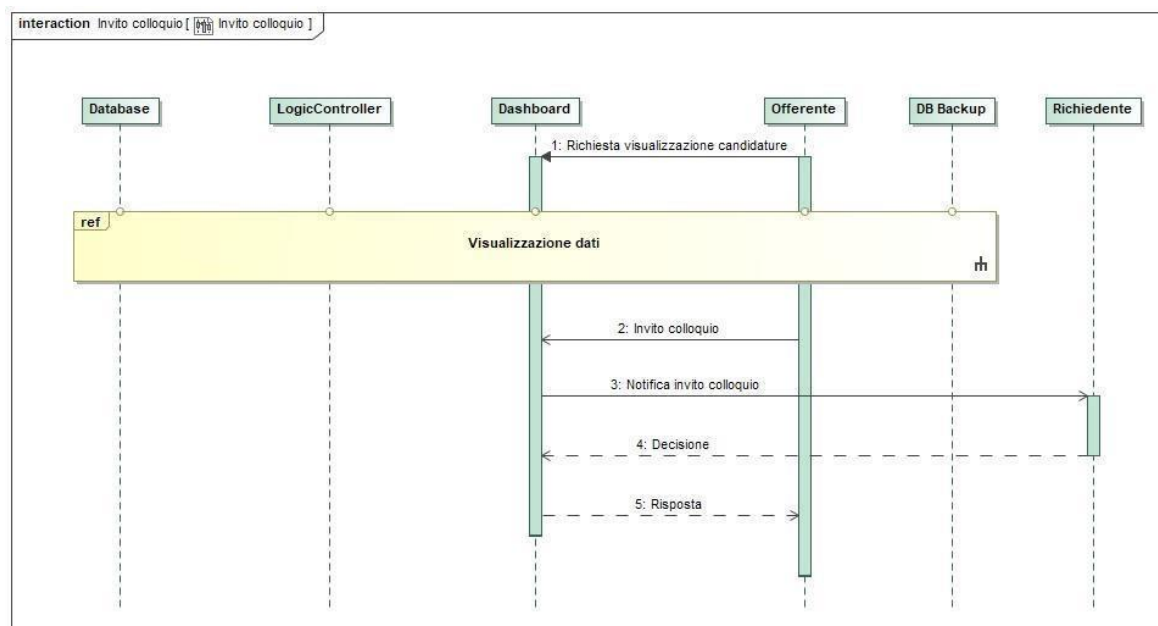 interaction Invito colloquio [ Invito colloquio ]
Database
LogicController
Dashboard
Offerente
DB Backup
Richiedente
1: Richiesta visualizzazione candidature
ref
Visualizzazione dati
2: Invito colloquio
3: Notifica invito colloquio
4: Decisione
5: Risposta